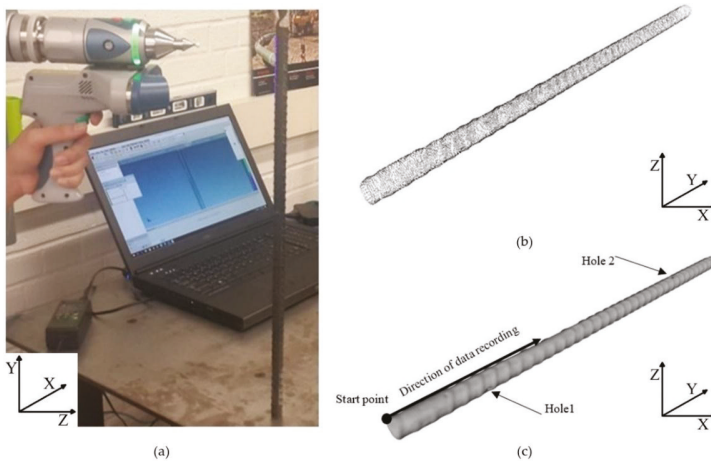 Y
X
Z
(a)
Z
Y
X
(b)
Hole 2
Direction of data recording
Start point
Hole1
Z
Y
X
(c)